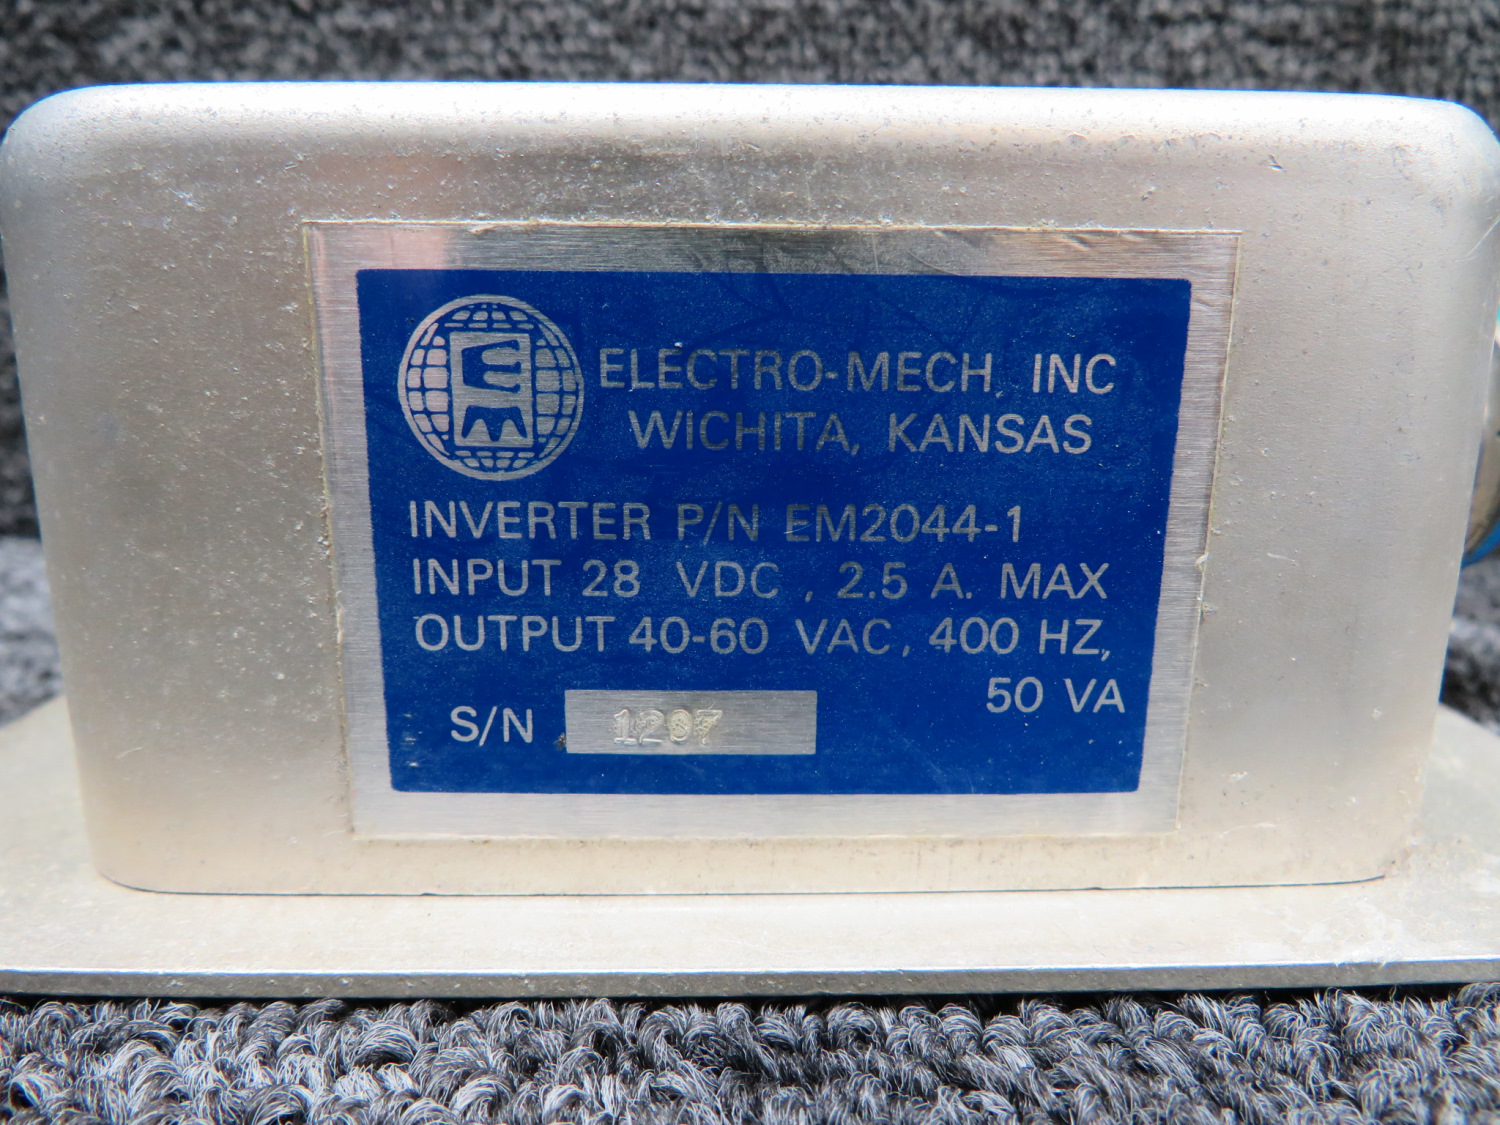 EM
ELECTRO-MECH. INC
WICHITA, KANSAS
INVERTER P/N EM2044-1
INPUT 28 VDC, 2.5 A. MAX
OUTPUT 40-60 VAC, 400 HZ,
50 VA
S/N 1207